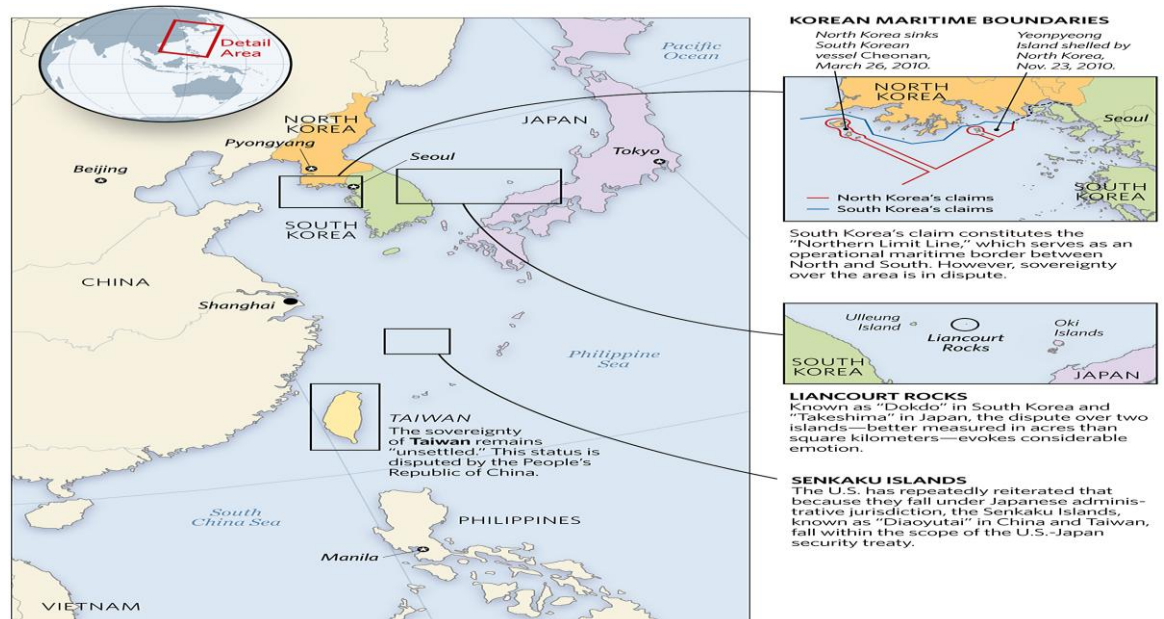 Detail
Area
Pacific
Ocean
NORTH
KOREA
Pyongyang
JAPAN
Seoul
Tokyo
Beijing
SOUTH
KOREA
CHINA
Shanghai
Philippine
Sea
TAIWAN
The sovereignty
of Taiwan remains
“unsettled.” This status is
disputed by the People’s
Republic of China.
South
China Sea
PHILIPPINES
Manila
VIETNAM
KOREAN MARITIME BOUNDARIES
North Korea sinks
South Korean
vessel Cheonan,
March 26, 2010.
Yeonpyeong
Island shelled by
North Korea,
Nov. 23, 2010.
NORTH
KOREA
Seoul
SOUTH
KOREA
North Korea’s claims
South Korea’s claims
South Korea’s claim constitutes the
“Northern Limit Line,” which serves as an
operational maritime border between
North and South. However, sovereignty
over the area is in dispute.
Ulleung
Island
Liancourt
Rocks
Oki
Islands
SOUTH
KOREA
JAPAN
LIANCOURT ROCKS
Known as “Dokdo” in South Korea and
“Takeshima” in Japan, the dispute over two
islands—better measured in acres than
square kilometers—evokes considerable
emotion.
SENKAKU ISLANDS
The U.S. has repeatedly reiterated that
because they fall under Japanese adminis-
trative jurisdiction, the Senkaku Islands,
known as “Diaoyutai” in China and Taiwan,
fall within the scope of the U.S.-Japan
security treaty.